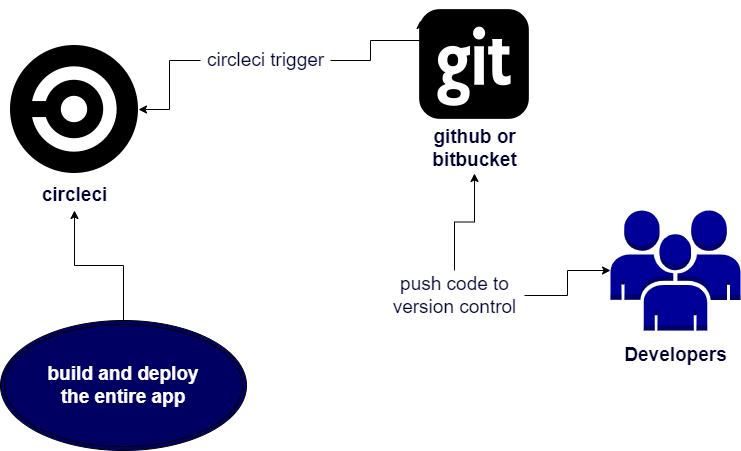 circleci trigger
git
github or
bitbucket
circleci
push code to
version control
Developers
build and deploy
the entire app